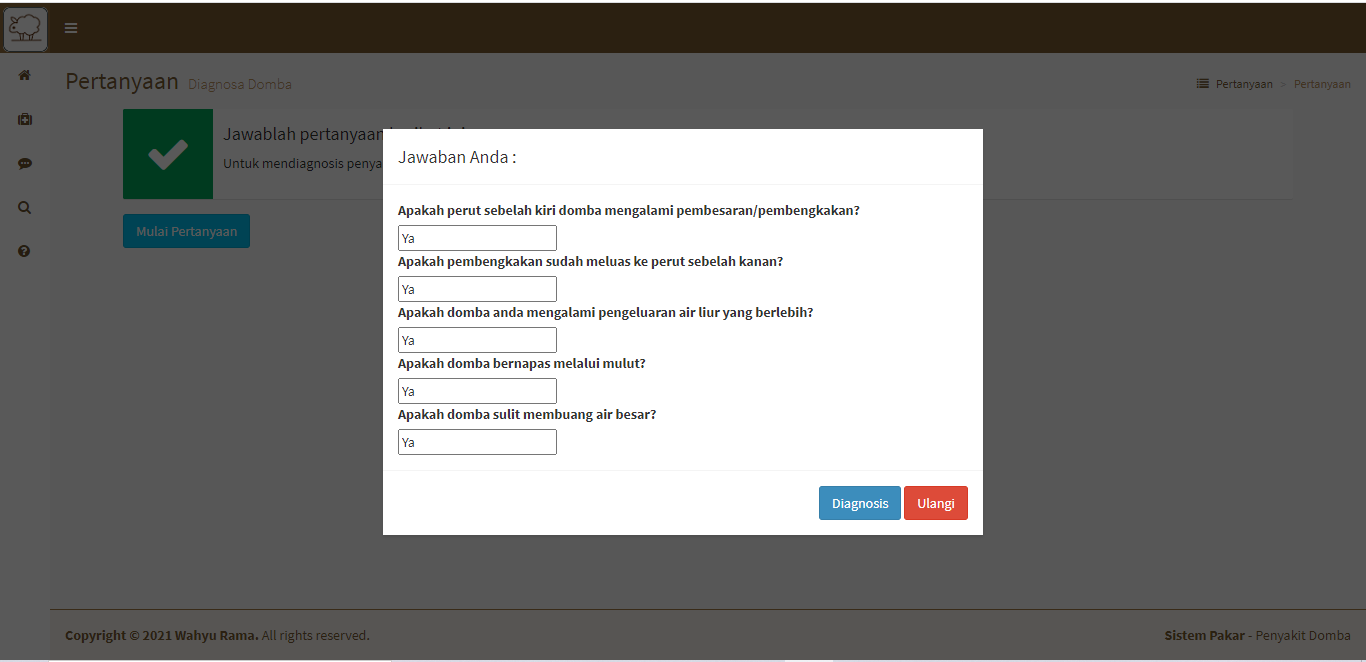 Pertanyaan Diagnosa Domba
Pertanyaan > Pertanyaan
Jawablah pertanyaan
Untuk mendiagnosis
Mulai Pertanyaan
Jawaban Anda :
Apakah perut sebelah kiri domba mengalami pembesaran/pembengkakan?
Ya
Apakah pembengkakan sudah meluas ke perut sebelah kanan?
Ya
Apakah domba anda mengalami pengeluaran air liur yang berlebih?
Ya
Apakah domba bernapas melalui mulut?
Ya
Apakah domba sulit membuang air besar?
Ya
Diagnosis Ulangi
Copyright © 2021 Wahyu Rama. All rights reserved.
Sistem Pakar - Penyakit Domba